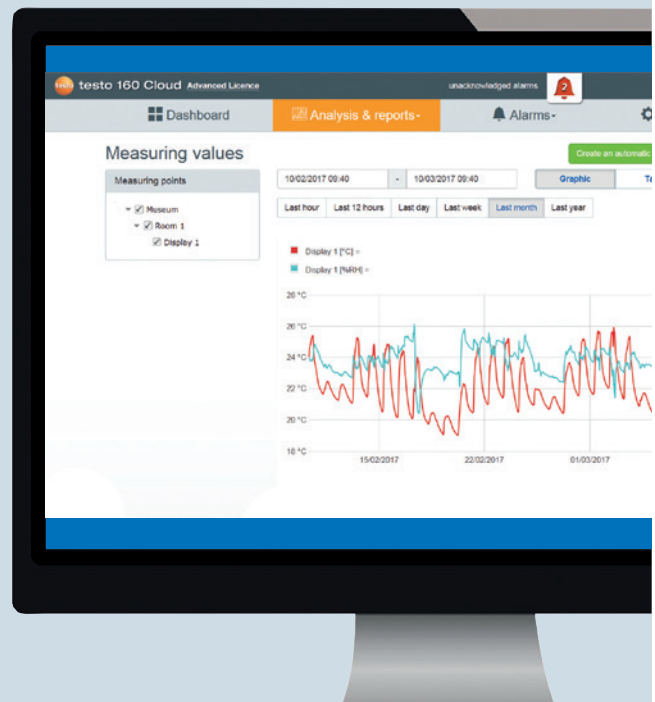 testo testo 160 Cloud Advanced Licence unacknowledged alarms 2
Dashboard Analysis & reports Alarms
Measuring values
Create an automatic
Measuring points
10/02/2017 09:40 - 10/03/2017 09:40 Graphic Ta
Last hour Last 12 hours Last day Last week Last month Last year
Museum
Room 1
Display 1
Display 1 [°C] =
Display 1 [%RH] =
28 °C
26 °C
24 °C
22 °C
20 °C
18 °C
15/02/2017 22/02/2017 01/03/2017